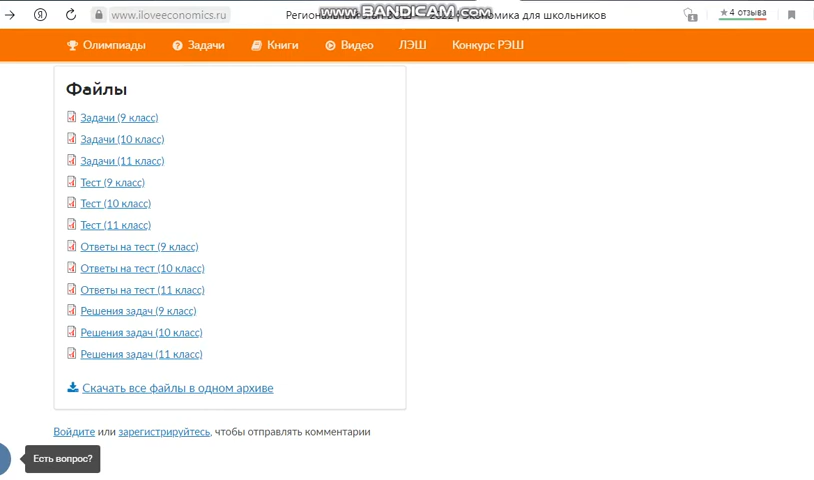 www.iloveeconomics.ru
Региональный этап
2022 | Экономика для школьников
www.BANDICAM.com
1
★ 4 отзыва
Олимпиады
Задачи
Книги
Видео
ЛЭШ
Конкурс РЭШ
Файлы
Задачи (9 класс)
Задачи (10 класс)
Задачи (11 класс)
Тест (9 класс)
Тест (10 класс)
Тест (11 класс)
Ответы на тест (9 класс)
Ответы на тест (10 класс)
Ответы на тест (11 класс)
Решения задач (9 класс)
Решения задач (10 класс)
Решения задач (11 класс)
Скачать все файлы в одном архиве
Войдите или зарегистрируйтесь, чтобы отправлять комментарии
Есть вопрос?